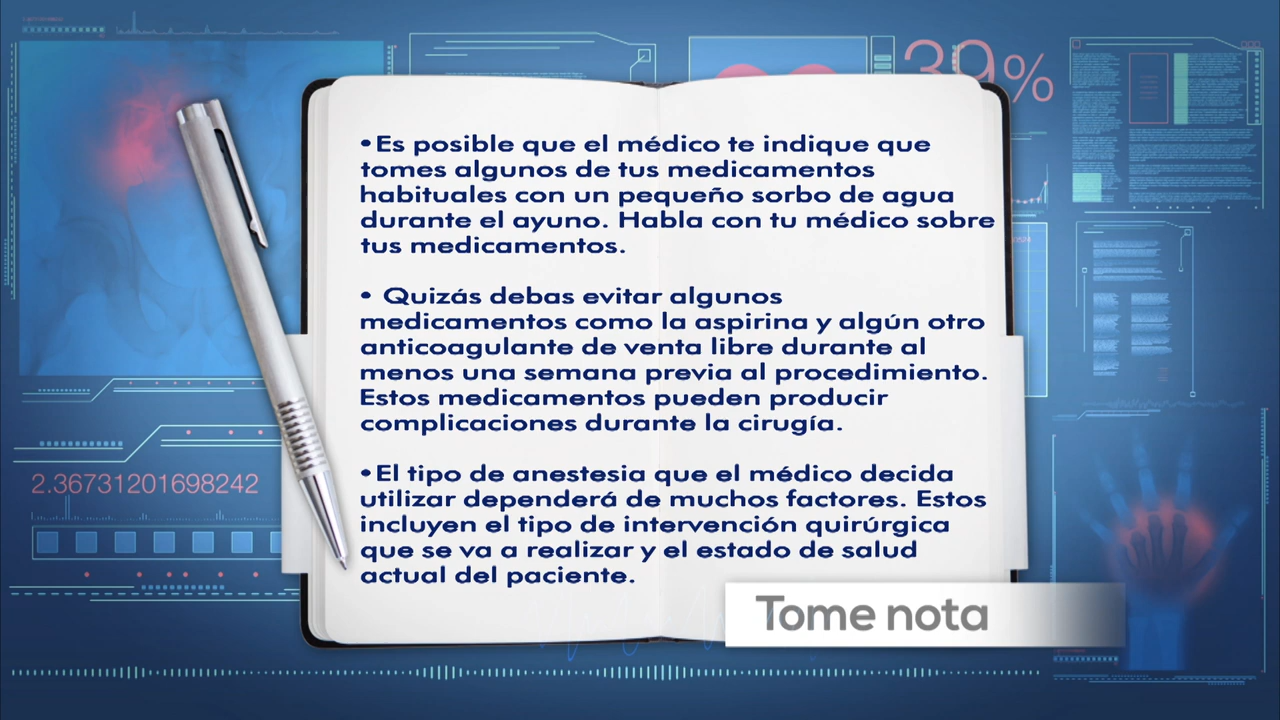 39%
•Es posible que el médico te indique que
tomes algunos de tus medicamentos
habituales con un pequeño sorbo de agua
durante el ayuno. Habla con tu médico sobre
tus medicamentos.
• Quizás debas evitar algunos
medicamentos como la aspirina y algún otro
anticoagulante de venta libre durante al
menos una semana previa al procedimiento.
Estos medicamentos pueden producir
complicaciones durante la cirugía.
•El tipo de anestesia que el médico decida
utilizar dependerá de muchos factores. Estos
incluyen el tipo de intervención quirúrgica
que se va a realizar y el estado de salud
actual del paciente.
2.36731201698242
Tome nota